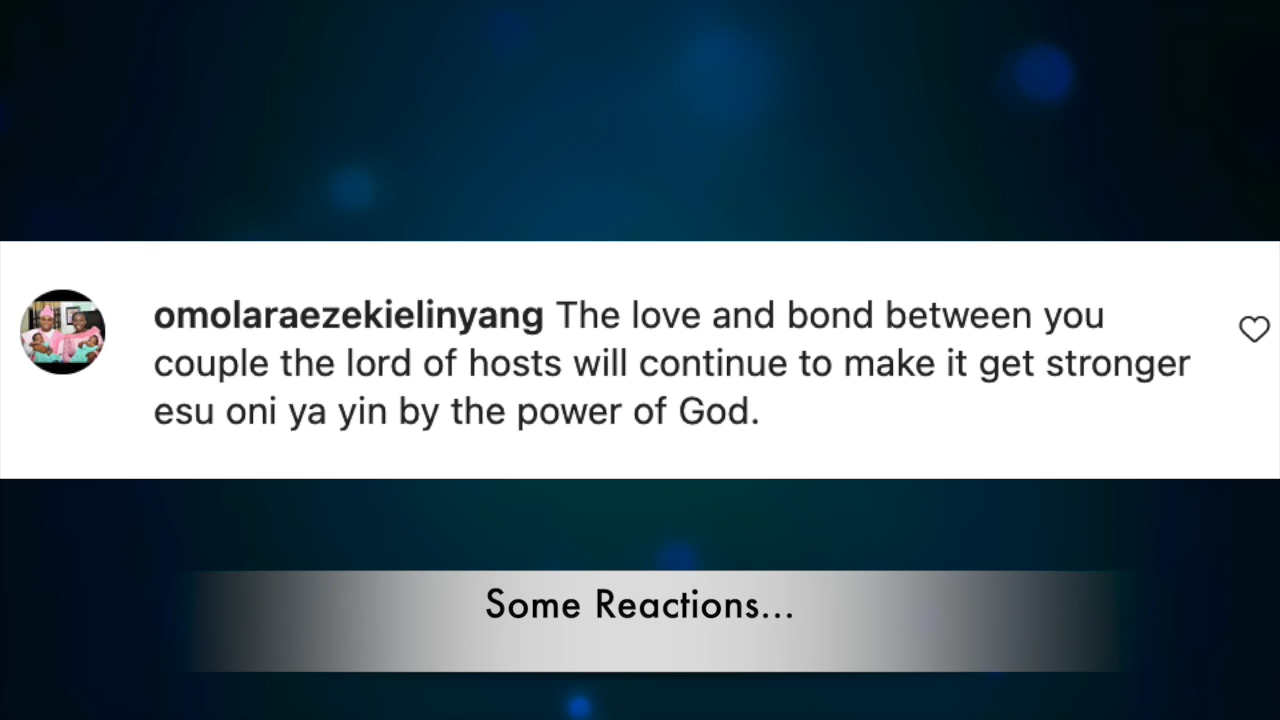 omolaraezekielinyang The love and bond between you
couple the lord of hosts will continue to make it get stronger
esu oni ya yin by the power of God.
Some Reactions...